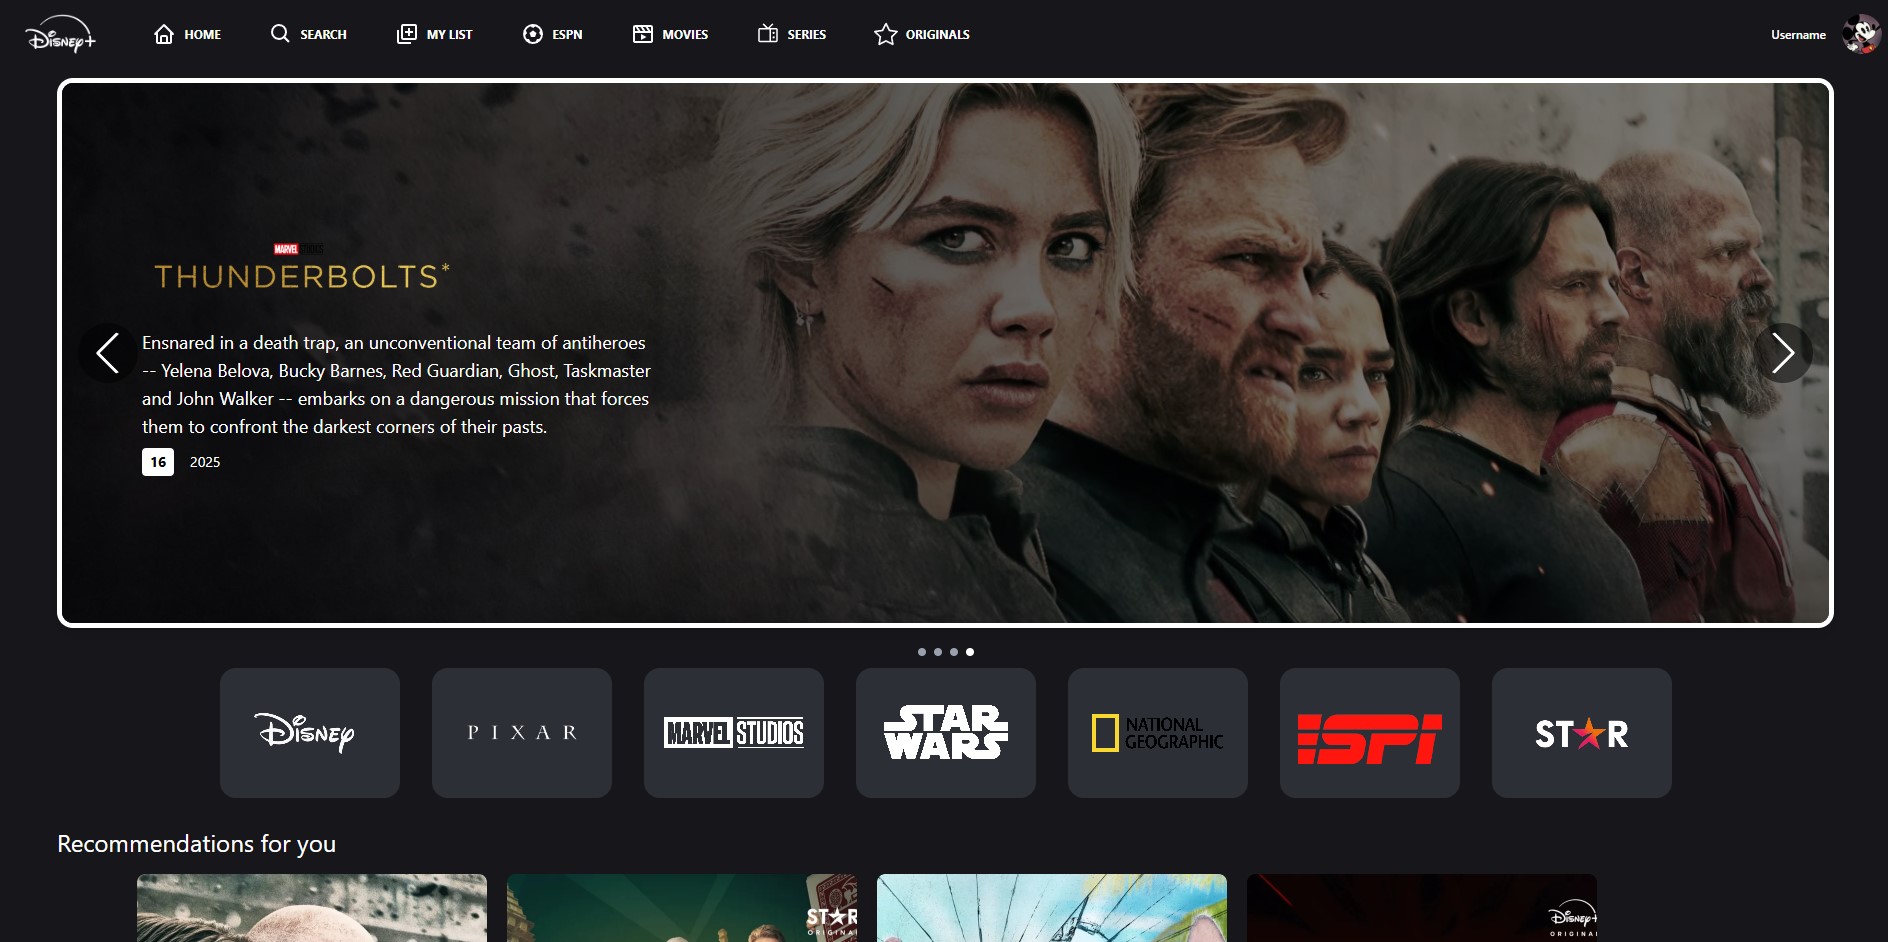 Disney+
HOME
SEARCH
MY LIST
ESPN
MOVIES
SERIES
ORIGINALS
Username
MARVEL STUDIOS
THUNDERBOLTS*
Ensnared in a death trap, an unconventional team of antiheroes
-- Yelena Belova, Bucky Barnes, Red Guardian, Ghost, Taskmaster
and John Walker -- embarks on a dangerous mission that forces
them to confront the darkest corners of their pasts.
16 2025
Disney
PIXAR
MARVEL STUDIOS
STAR
WARS
NATIONAL
GEOGRAPHIC
ESPN
STAR
Recommendations for you
STAR
ORIGINAL
Disney+
ORIGINAL